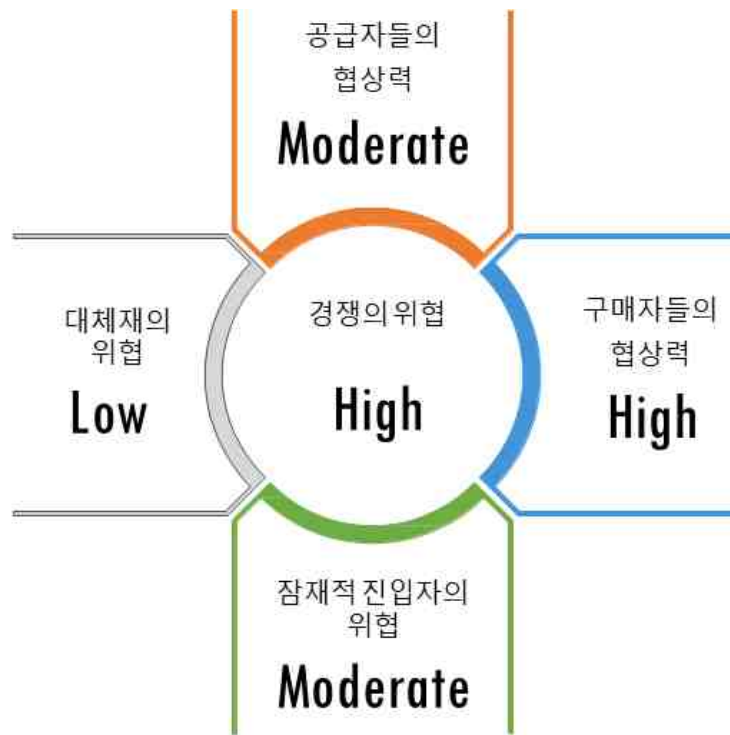 공급자들의
협상력
Moderate
대체재의
위협
Low
경쟁의 위협
High
구매자들의
협상력
High
잠재적 진입자의
위협
Moderate